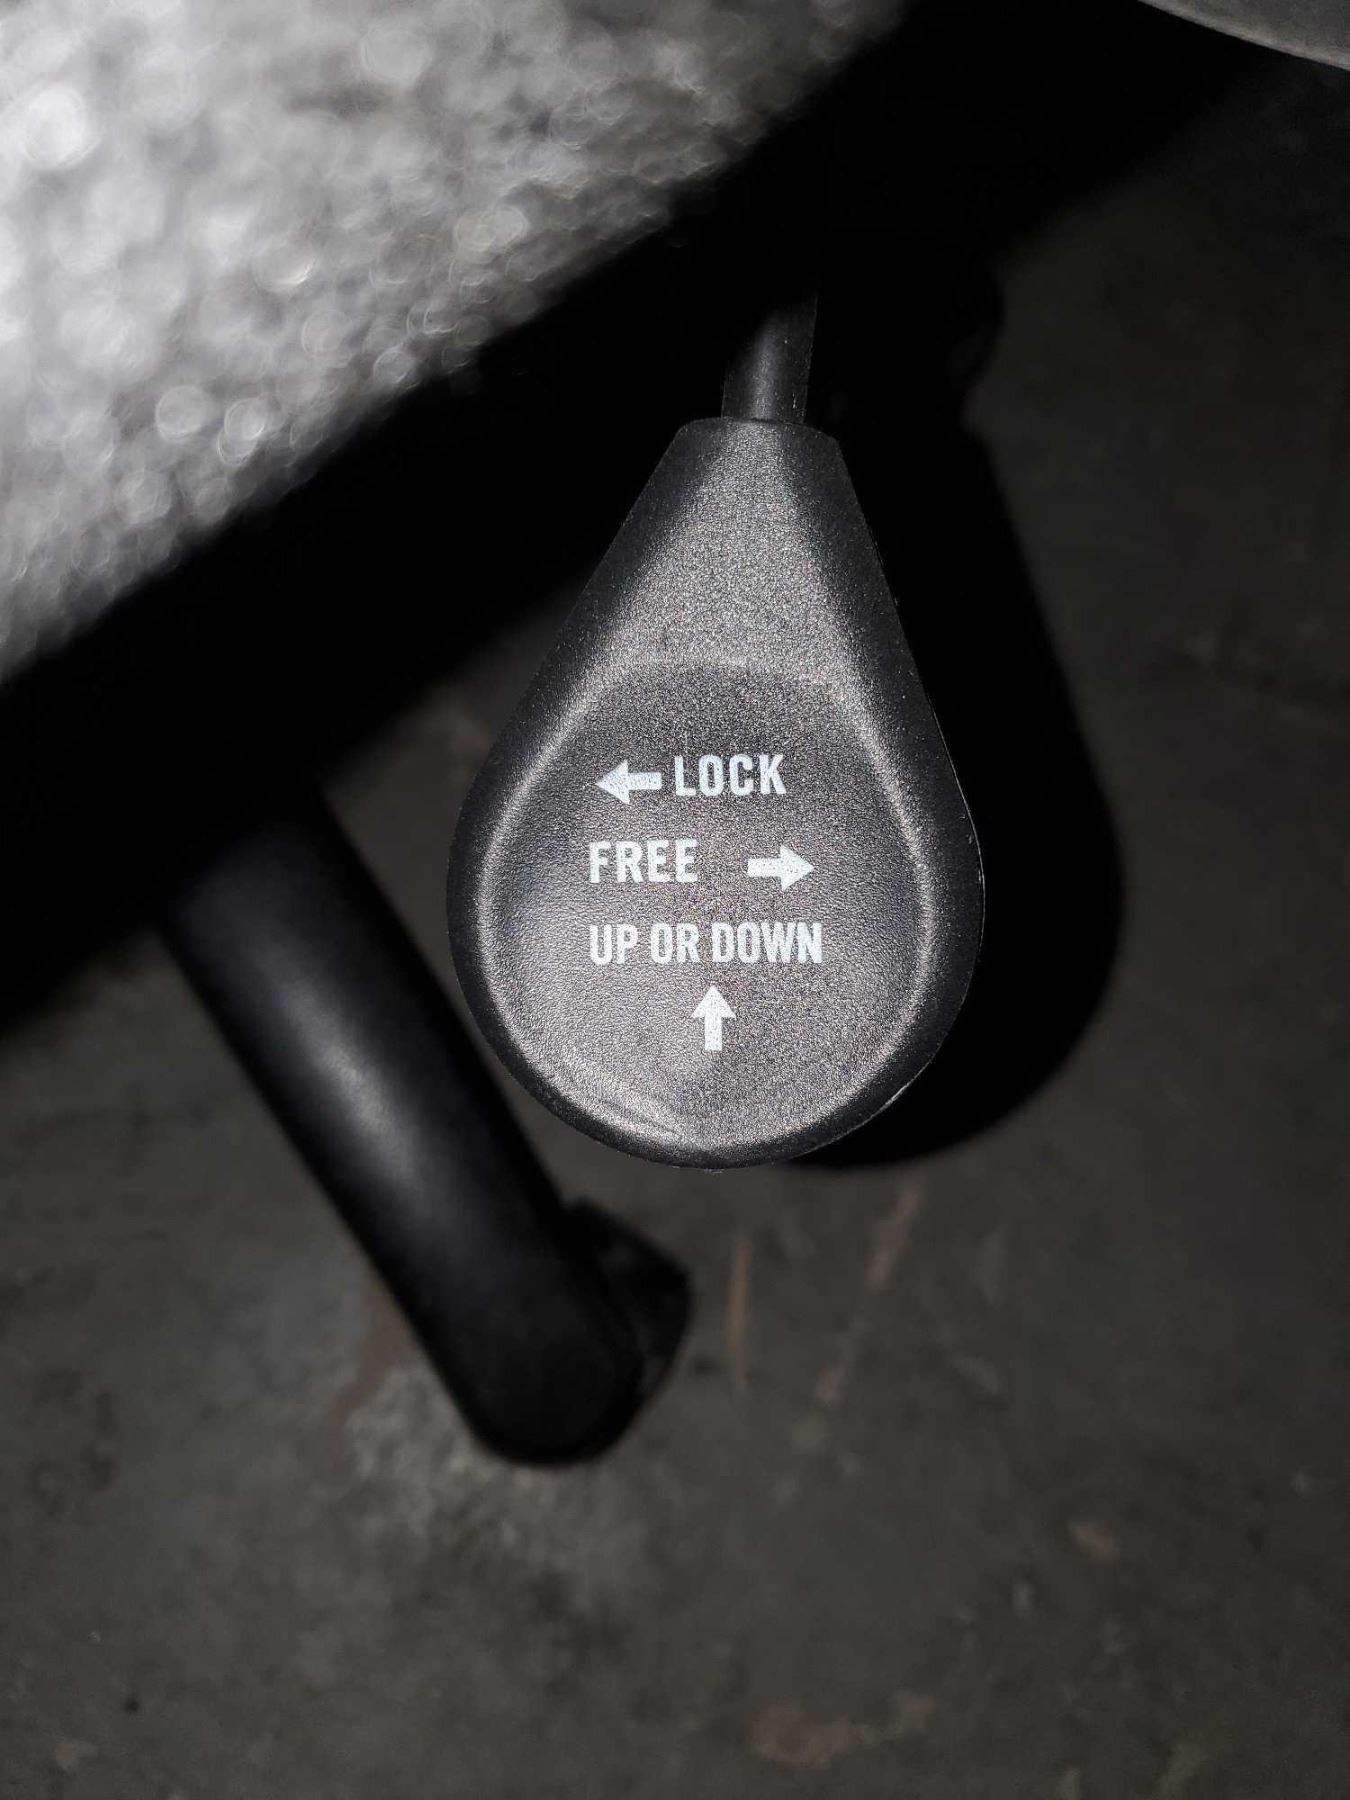 ← LOCK
FREE →
UP OR DOWN
↑